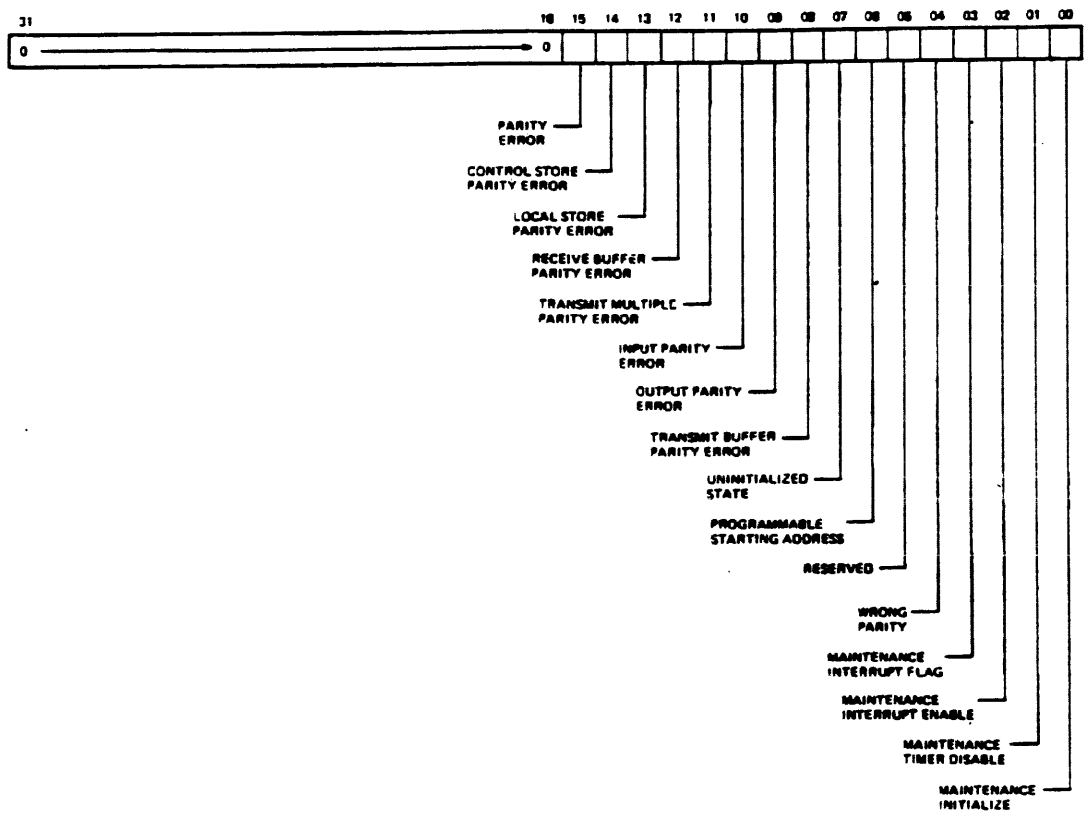 31 16 15 14 13 12 11 10 09 08 07 06 05 04 03 02 01 00
0 0
PARITY
ERROR
CONTROL STORE
PARITY ERROR
LOCAL STORE
PARITY ERROR
RECEIVE BUFFER
PARITY ERROR
TRANSMIT MULTIPLE
PARITY ERROR
INPUT PARITY
ERROR
OUTPUT PARITY
ERROR
TRANSMIT BUFFER
PARITY ERROR
UNINITIALIZED
STATE
PROGRAMMABLE
STARTING ADDRESS
RESERVED
WRONG
PARITY
MAINTENANCE
INTERRUPT FLAG
MAINTENANCE
INTERRUPT ENABLE
MAINTENANCE
TIMER DISABLE
MAINTENANCE
INITIALIZE